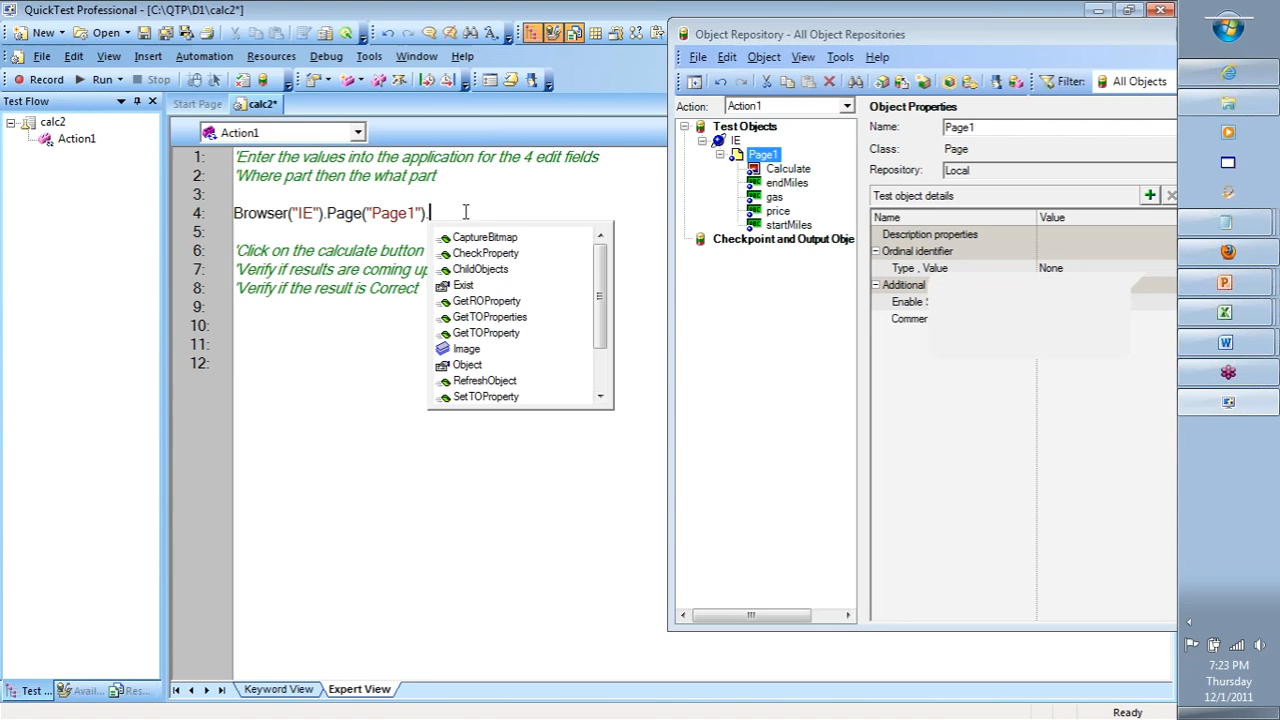 QuickTest Professional - [C:\QTP\D1\calc2*]
New Open
File Edit View Insert Automation Resources Debug Tools Window Help
Record Run Stop
Test Flow
calc2
Action1
Start Page calc2*
Action1
1: 'Enter the values into the application for the 4 edit fields
2: 'Where part then the what part
3:
4: Browser("IE").Page("Page1").
5:
6: 'Click on the calculate button
7: 'Verify if results are coming up
8: 'Verify if the result is Correct
9:
10:
11:
12:
CaptureBitmap
CheckProperty
ChildObjects
Exist
GetROProperty
GetTOProperties
GetTOProperty
Image
Object
RefreshObject
SetTOProperty
Keyword View Expert View
Test ... Avai... Res...
Object Repository - All Object Repositories
File Edit Object View Tools Help
Filter: All Objects
Action: Action1
Test Objects
IE
Page1
Calculate
endMiles
gas
price
startMiles
Checkpoint and Output Obje
Object Properties
Name: Page1
Class: Page
Repository: Local
Test object details
Name Value
Description properties
Ordinal identifier
Type , Value None
Additional
Enable
Commer
Ready
7:23 PM
Thursday
12/1/2011